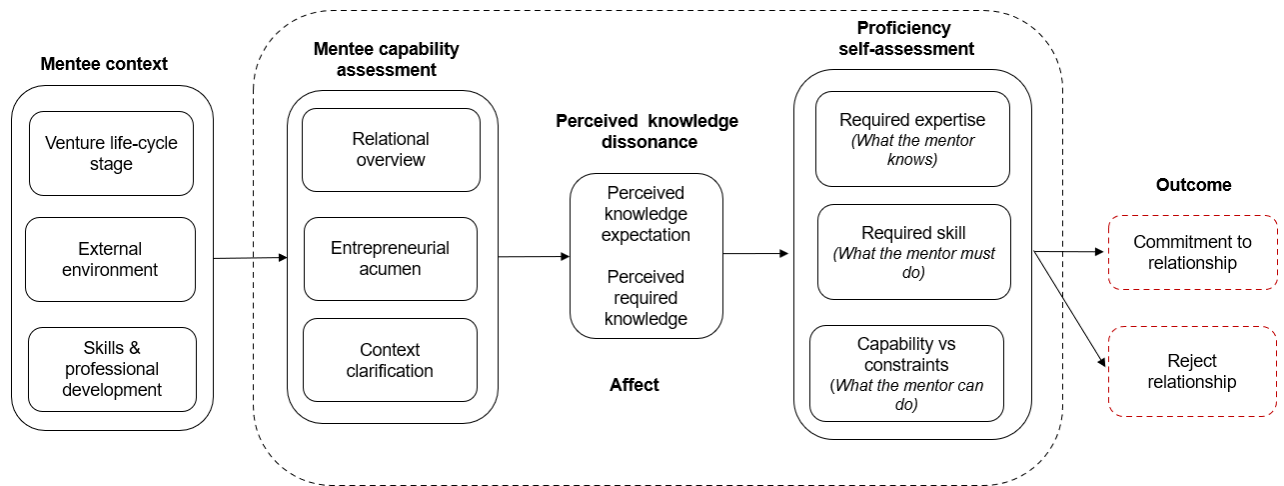 Mentee context
Venture life-cycle
stage
External
environment
Skills &
professional
development
Mentee capability
assessment
Relational
overview
Entrepreneurial
acumen
Context
clarification
Perceived knowledge
dissonance
Perceived
knowledge
expectation
Perceived
required
knowledge
Affect
Proficiency
self-assessment
Required expertise
(What the mentor
knows)
Required skill
(What the mentor must
do)
Capability vs
constraints
(What the mentor can
do)
Outcome
Commitment to
relationship
Reject
relationship